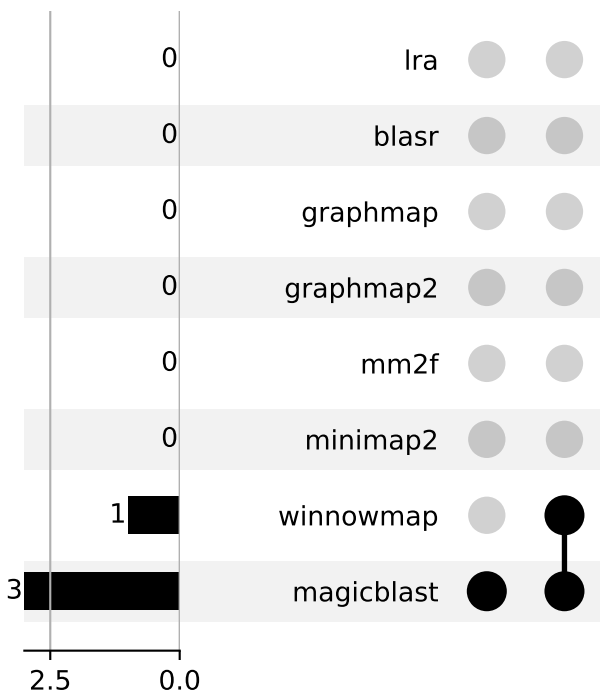 0 lra
0 blasr
0 graphmap
0 graphmap2
0 mm2f
0 minimap2
1 winnowmap
3 magicblast
2.5 0.0